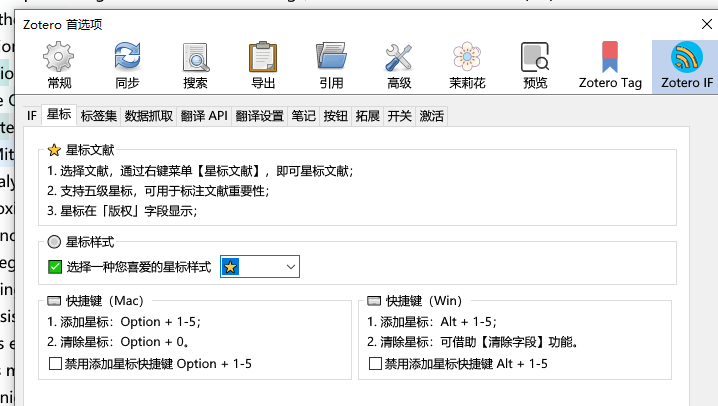 Zotero 首选项
常规 同步 搜索 导出 引用 高级 茉莉花 预览 Zotero Tag Zotero IF
IF 星标 标签集 数据抓取 翻译 API 翻译设置 笔记 按钮 拓展 开关 激活
星标文献
1. 选择文献，通过右键菜单【星标文献】，即可星标文献；
2. 支持五级星标，可用于标注文献重要性；
3. 星标在「版权」字段显示；
星标样式
选择一种您喜爱的星标样式
快捷键（Mac）
1. 添加星标：Option + 1-5；
2. 清除星标：Option + 0。
禁用添加星标快捷键 Option + 1-5
快捷键（Win）
1. 添加星标：Alt + 1-5；
2. 清除星标：可借助【清除字段】功能。
禁用添加星标快捷键 Alt + 1-5